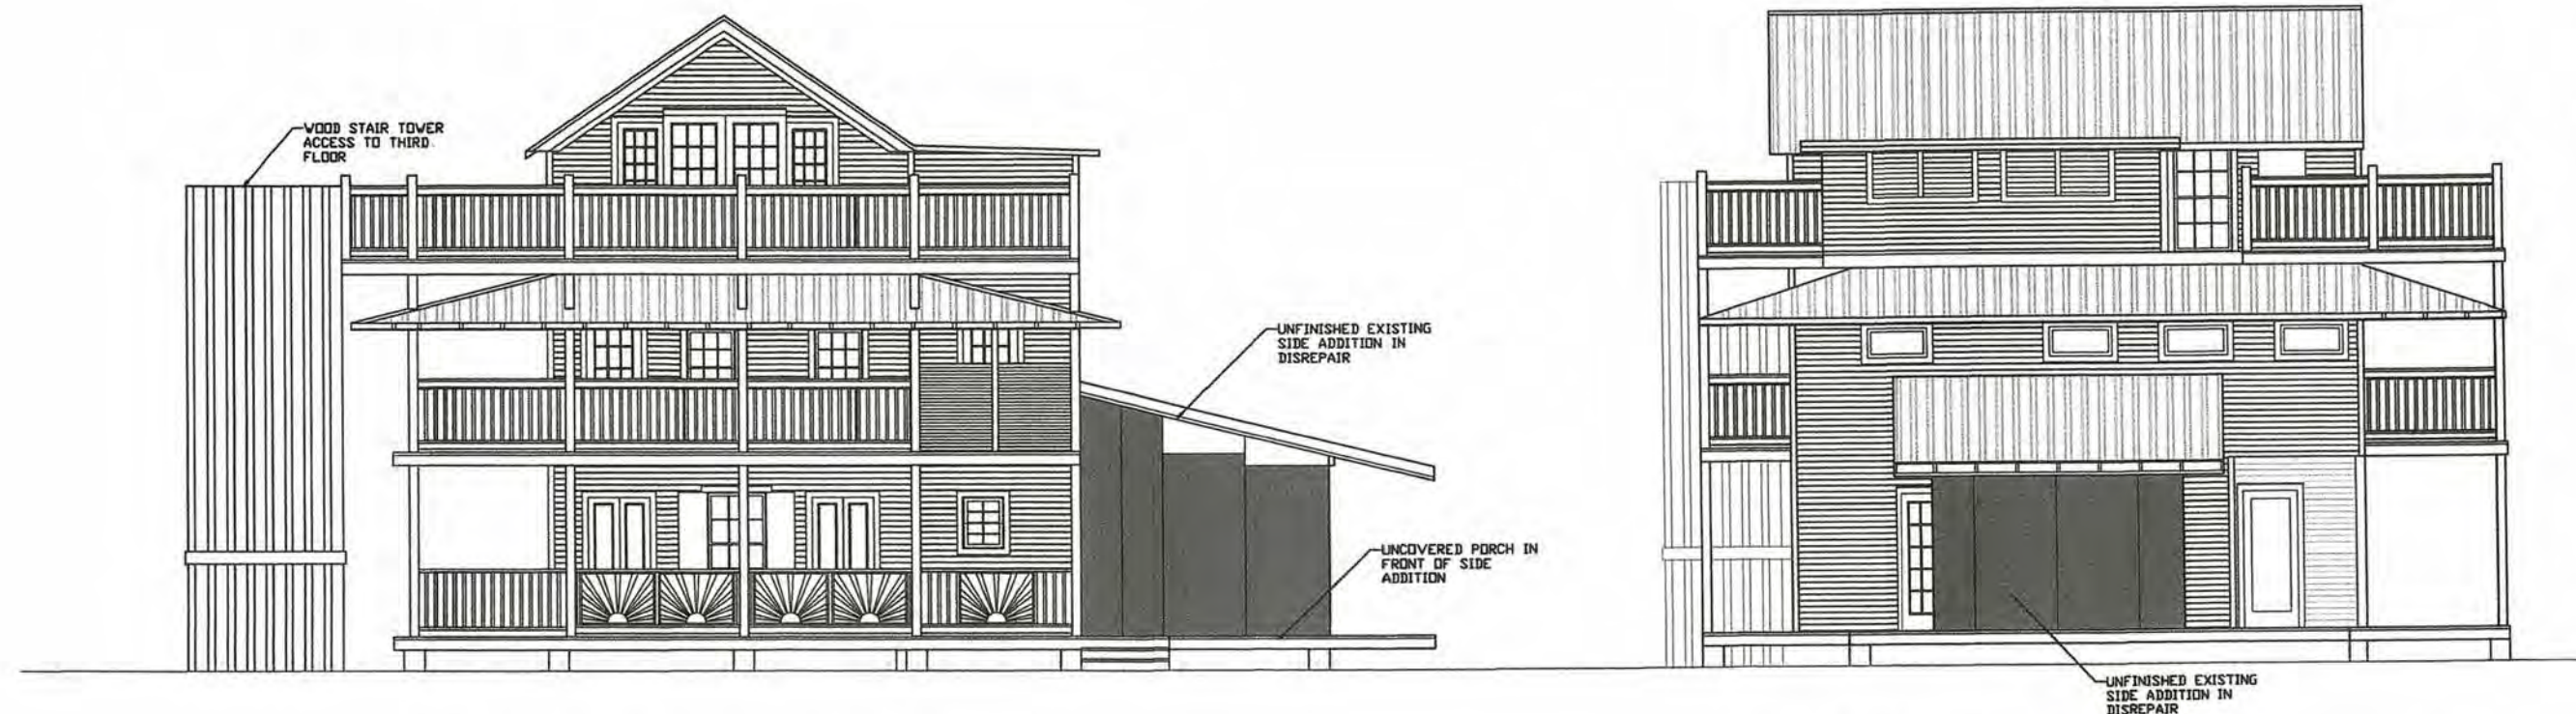 WOOD STAIR TOWER
ACCESS TO THIRD
FLOOR
UNFINISHED EXISTING
SIDE ADDITION IN
DISREPAIR
UNCOVERED PORCH IN
FRONT OF SIDE
ADDITION
UNFINISHED EXISTING
SIDE ADDITION IN
DISREPAIR